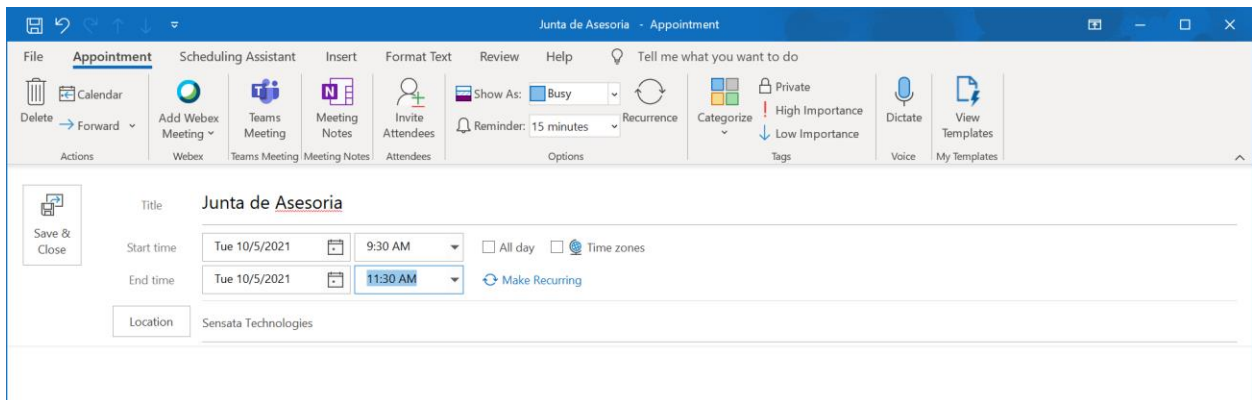 Junta de Asesoria - Appointment
File Appointment Scheduling Assistant Insert Format Text Review Help Tell me what you want to do
Delete
Calendar
Forward
Actions
Add Webex
Meeting
Webex
Teams
Meeting
Teams Meeting
Meeting
Notes
Meeting Notes
Invite
Attendees
Attendees
Show As: Busy
Reminder: 15 minutes
Recurrence
Options
Categorize
Private
High Importance
Low Importance
Tags
Dictate
Voice
View
Templates
My Templates
Save &
Close
Title Junta de Asesoria
Start time Tue 10/5/2021 9:30 AM All day Time zones
End time Tue 10/5/2021 11:30 AM Make Recurring
Location Sensata Technologies